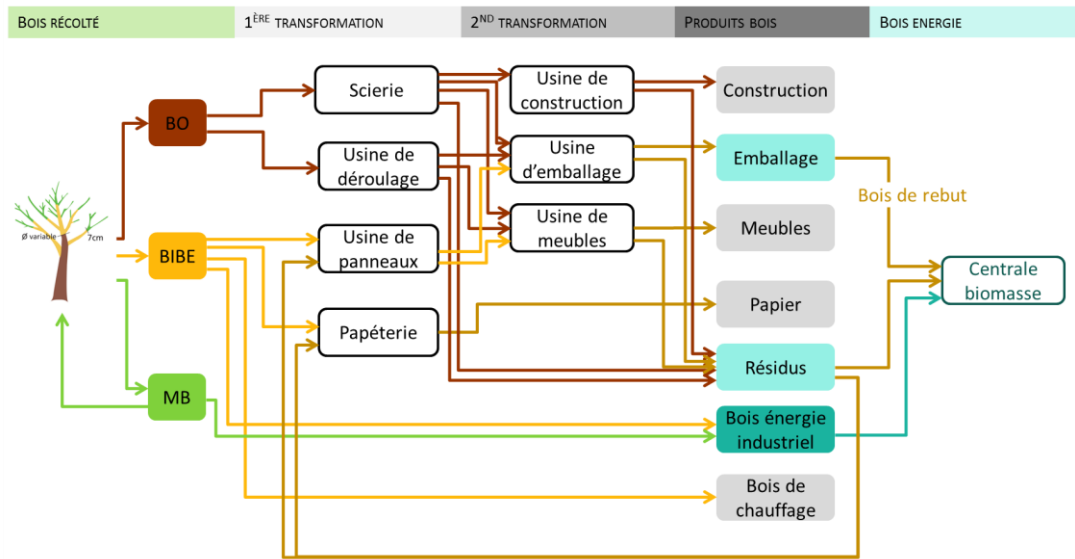 BOIS RÉCOLTÉ
1ÈRE TRANSFORMATION
2ND TRANSFORMATION
PRODUITS BOIS
BOIS ENERGIE
Scierie
Usine de
construction
Construction
BO
Usine de
déroulage
Usine
d'emballage
Emballage
Bois de rebut
Ø variable
7cm
BIBE
Usine de
panneaux
Usine de
meubles
Meubles
Centrale
biomasse
Papéterie
Papier
Résidus
MB
Bois énergie
industriel
Bois de
chauffage